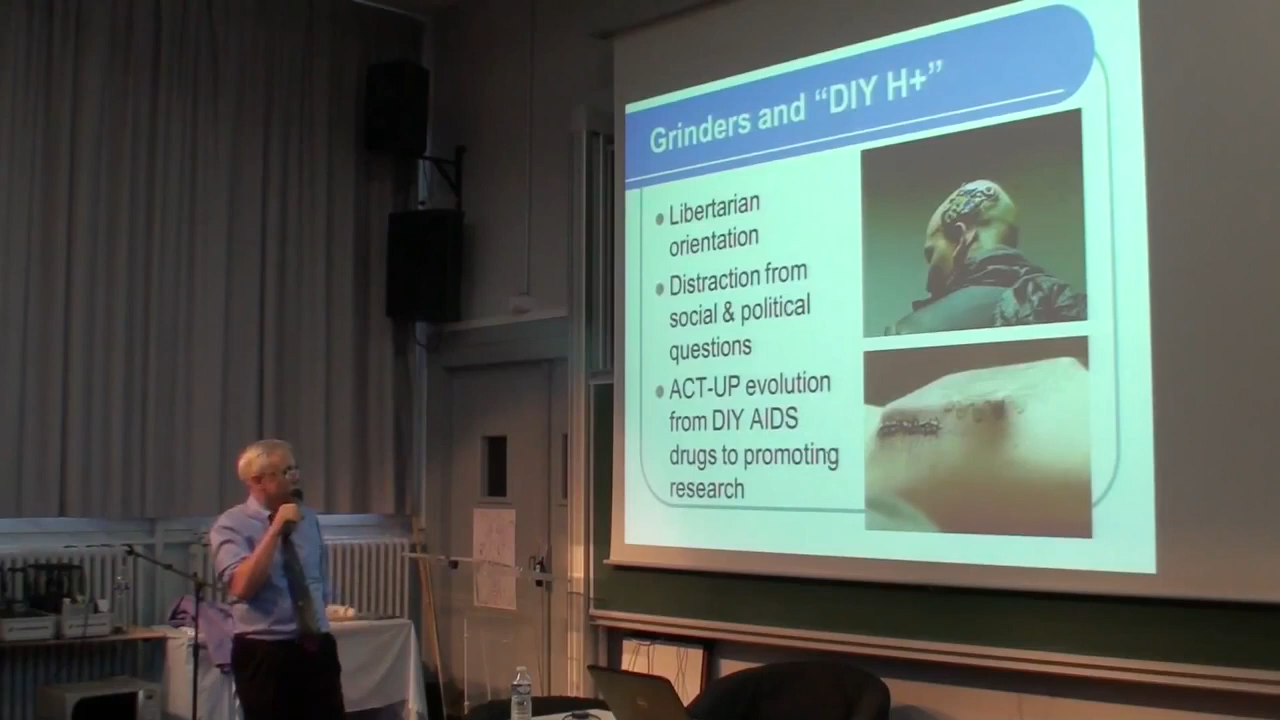 Grinders and “DIY H+”
Libertarian
orientation
Distraction from
social & political
questions
ACT-UP evolution
from DIY AIDS
drugs to promoting
research